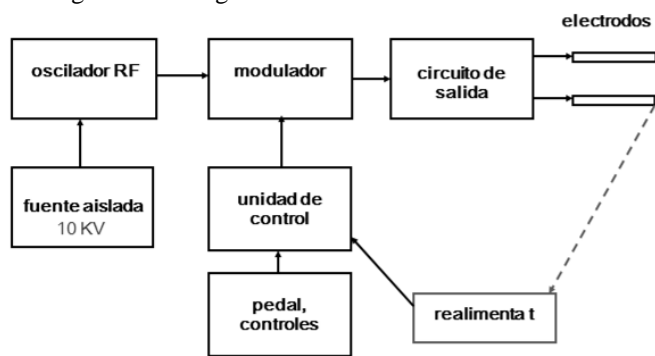 electrodos
oscilador RF
modulador
circuito de
salida
fuente aislada
10 KV
unidad de
control
pedal,
controles
realimenta t